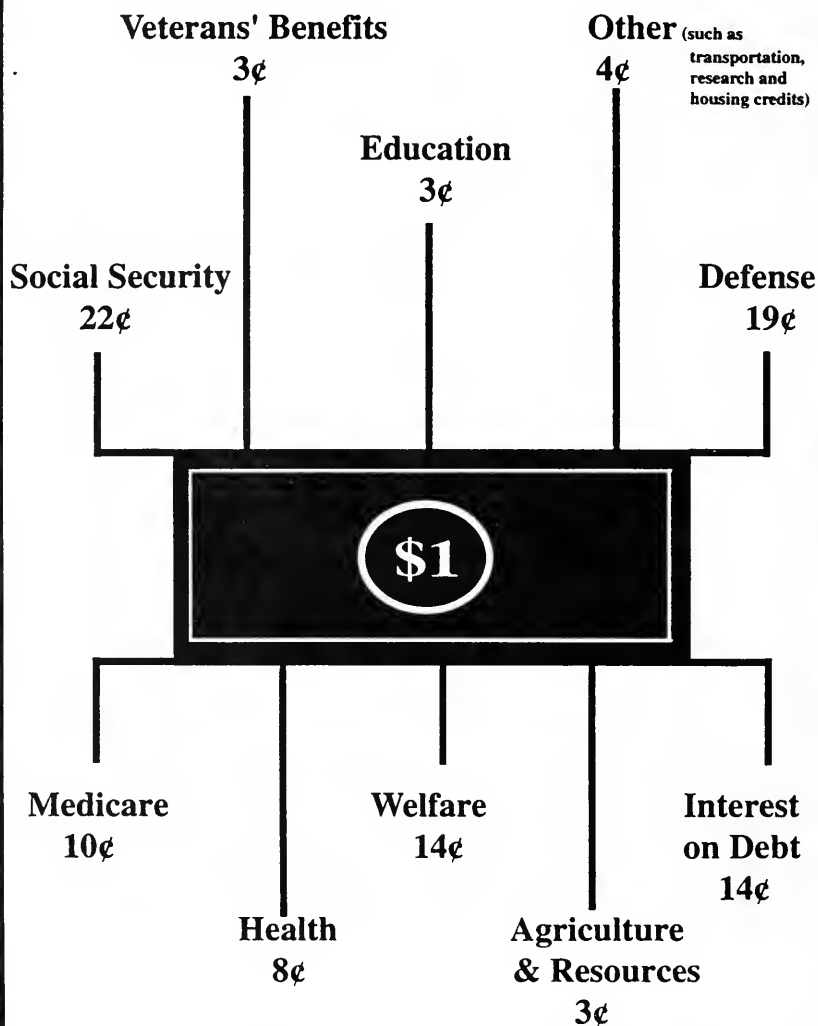 Veterans' Benefits
3¢
Other (such as
transportation,
research and
housing credits)
4¢
Education
3¢
Social Security
22¢
Defense
19¢
$1
Medicare
10¢
Welfare
14¢
Interest
on Debt
14¢
Health
8¢
Agriculture
& Resources
3¢